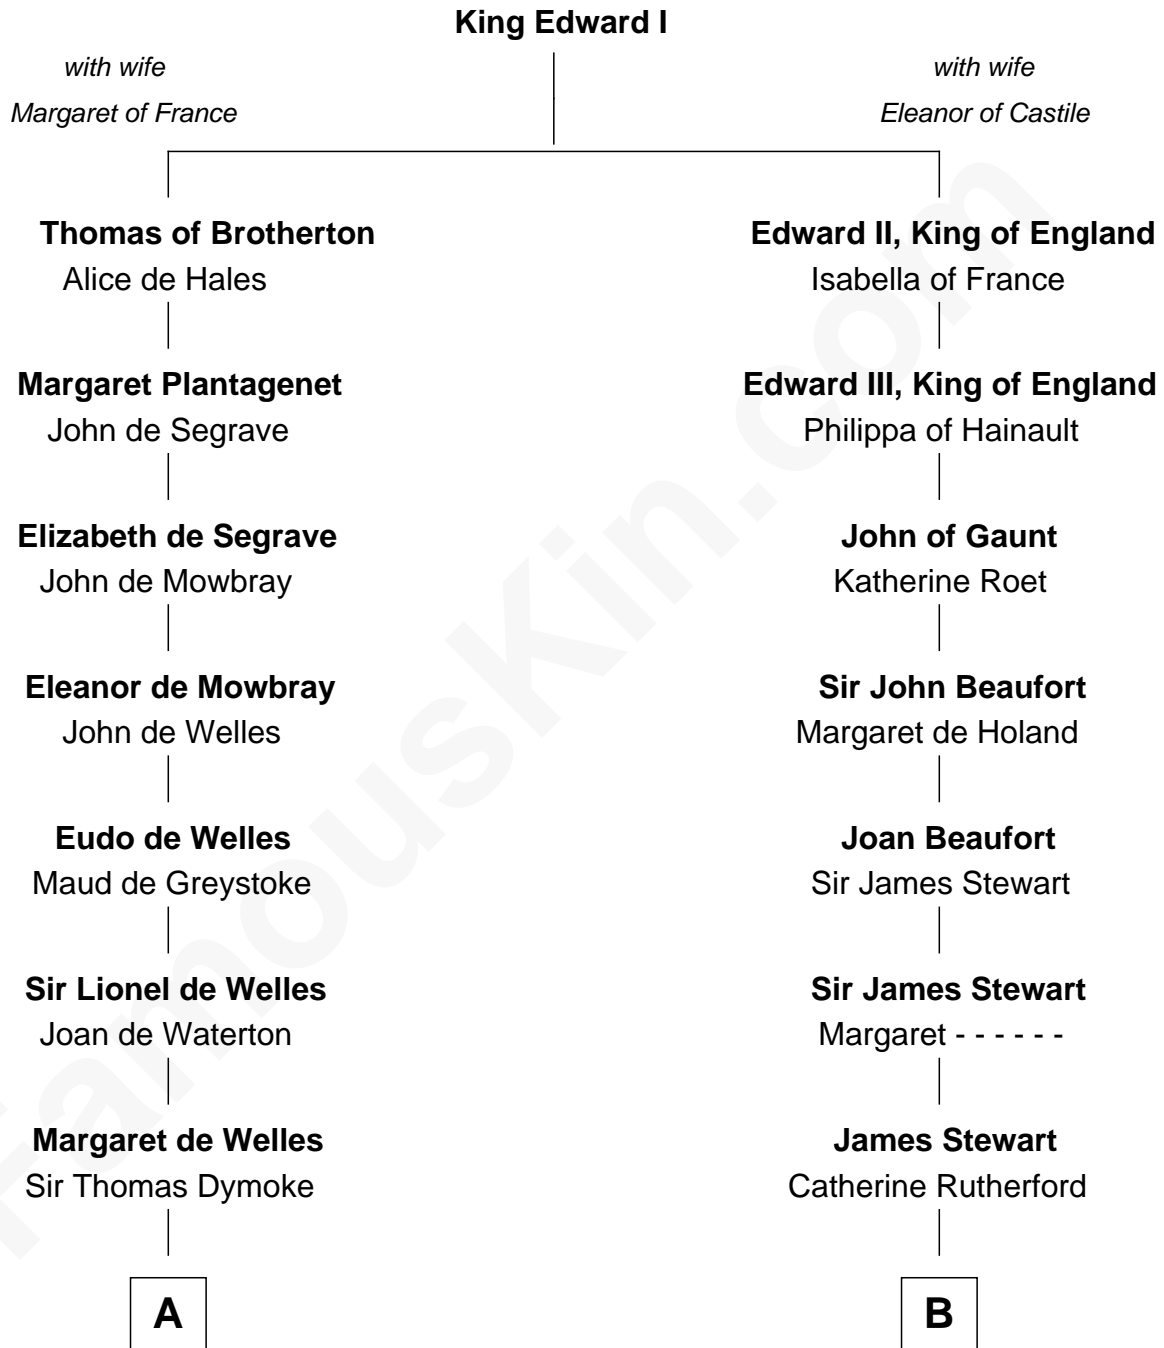 King Edward I
with wife
Margaret of France
with wife
Eleanor of Castile
Thomas of Brotherton
Alice de Hales
Edward II, King of England
Isabella of France
Margaret Plantagenet
John de Segrave
Edward III, King of England
Philippa of Hainault
Elizabeth de Segrave
John de Mowbray
John of Gaunt
Katherine Roet
Eleanor de Mowbray
John de Welles
Sir John Beaufort
Margaret de Holand
Eudo de Welles
Maud de Greystoke
Joan Beaufort
Sir James Stewart
Sir Lionel de Welles
Joan de Waterton
Sir James Stewart
Margaret - - - - - -
Margaret de Welles
Sir Thomas Dymoke
James Stewart
Catherine Rutherford
A
B
FamousKin.com